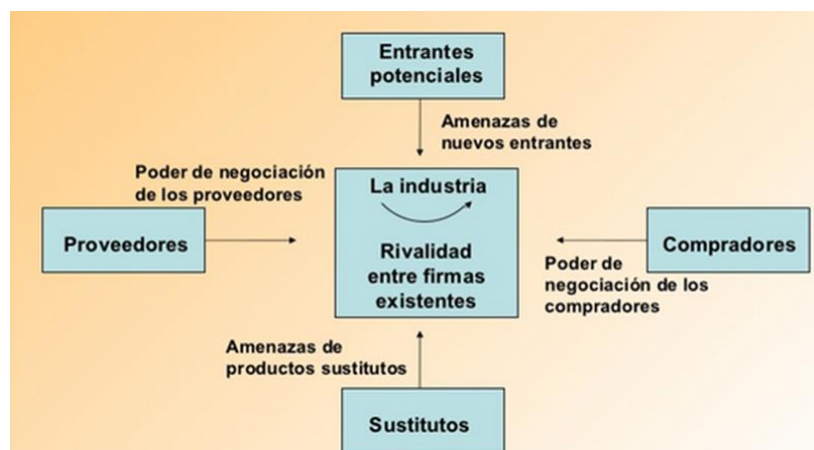 Entrantes
potenciales
Amenazas de
nuevos entrantes
Poder de negociación
de los proveedores
La industria
Proveedores
Rivalidad
entre firmas
existentes
Compradores
Poder de
negociación de los
compradores
Amenazas de
productos sustitutos
Sustitutos